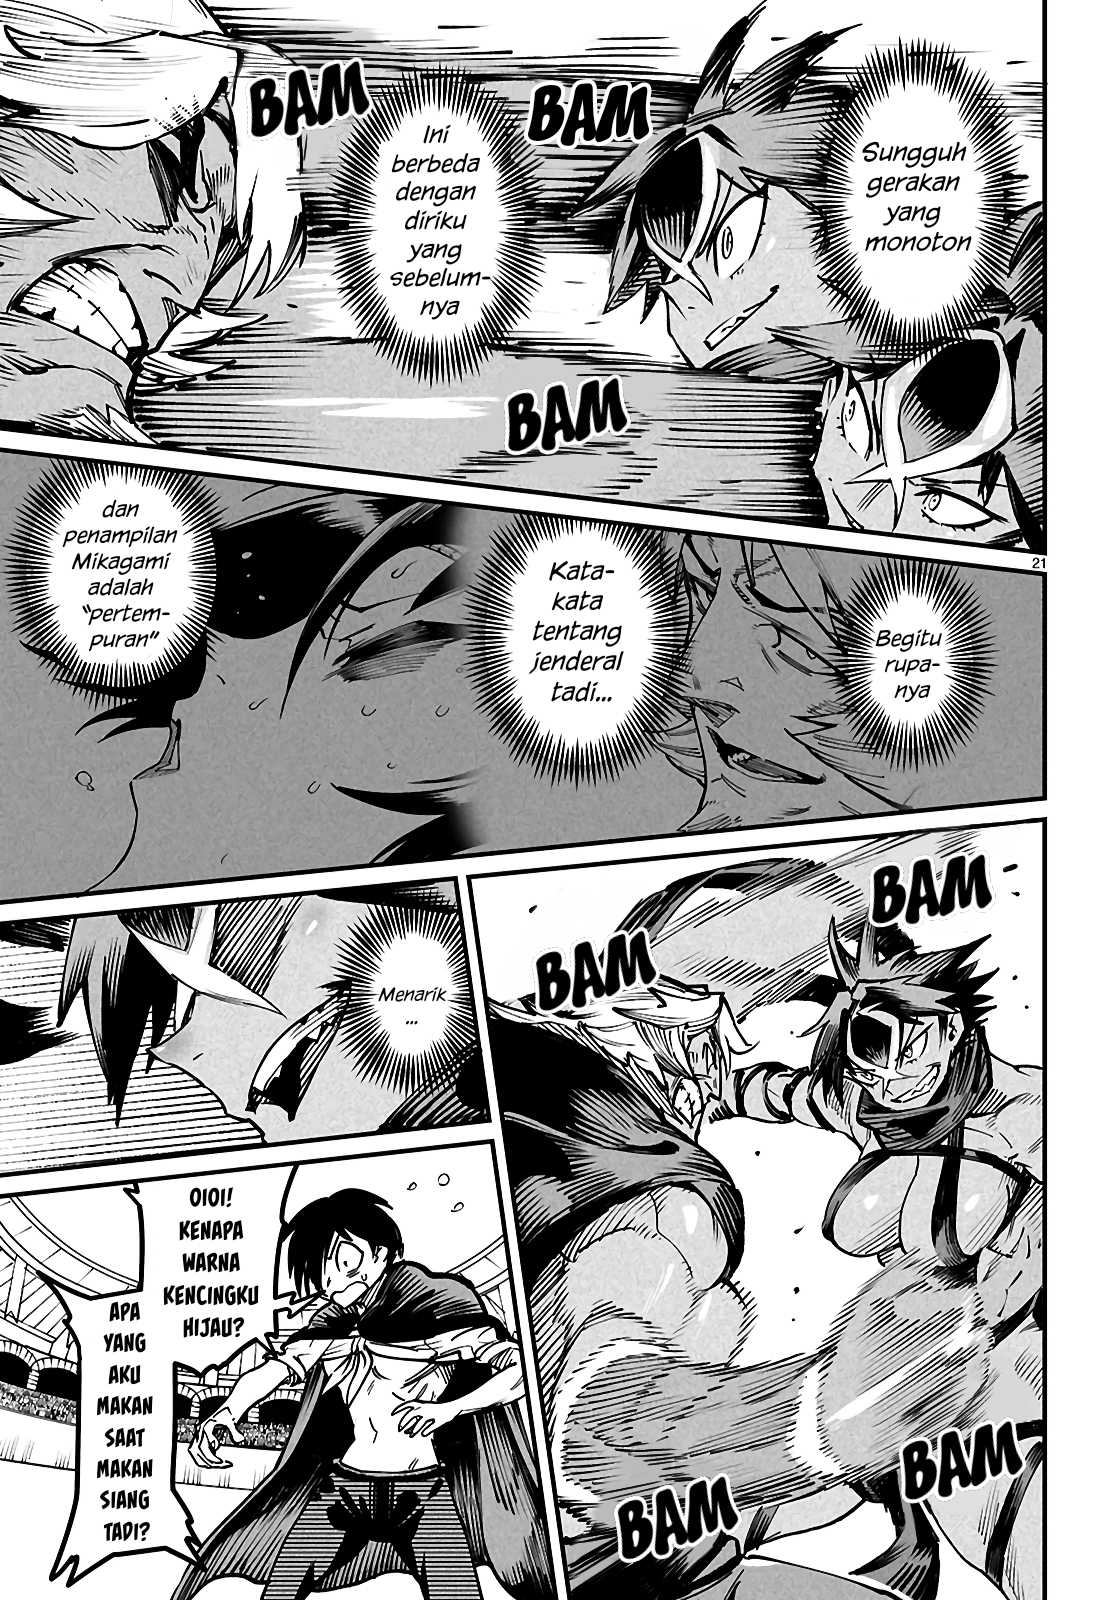 Sungguh
gerakan
yang
monoton
BAM
Ini
berbeda
dengan
diriku
yang
sebelum-
nya
BAM
BAM
21
Begitu
rupa-
nya
Kata-
kata
tentang
jenderal
tadi...
dan
penampilan
Mikagami
adalah
“pertem-
puran”
BAM
BAM
BAM
BAM
Menarik
...
OIOI!
KENAPA
WARNA
KENCINGKU
HIJAU?
APA
YANG
AKU
MAKAN
SAAT
MAKAN
SIANG
TADI?